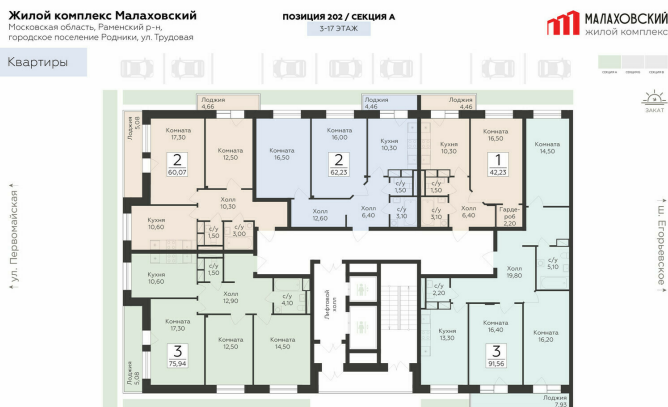 Жилой комплекс Малаховский
Московская область, Раменский р-н,
городское поселение Родники, ул. Трудовая
ПОЗИЦИЯ 202 / СЕКЦИЯ А
3-17 ЭТАЖ
МАЛАХОВСКИЙ
жилой комплекс
Квартиры
ЗАКАТ
ул. Первомайская
ш. Егорьевское
Лоджия
5,08
Лоджия
4,66
Комната
17,30
Комната
12,50
2
60,07
Холл
10,30
Кухня
10,60
с/у
1,50
с/у
3,00
Комната
16,50
Комната
16,00
Лоджия
4,46
Кухня
10,30
2
62,23
с/у
1,50
Холл
12,60
Холл
6,40
с/у
3,10
Лоджия
4,46
Кухня
10,30
Комната
16,50
1
42,23
с/у
1,50
с/у
3,10
Холл
6,40
Гарде-
роб
2,20
Комната
14,50
с/у
5,10
Холл
19,80
с/у
2,20
Кухня
13,30
Комната
16,40
3
91,56
Комната
16,20
Лоджия
7,93
Кухня
10,60
с/у
1,50
Холл
12,90
с/у
4,10
Комната
17,30
3
75,94
Комната
12,50
Комната
14,50
Лоджия
5,08
Лифтовой
холл